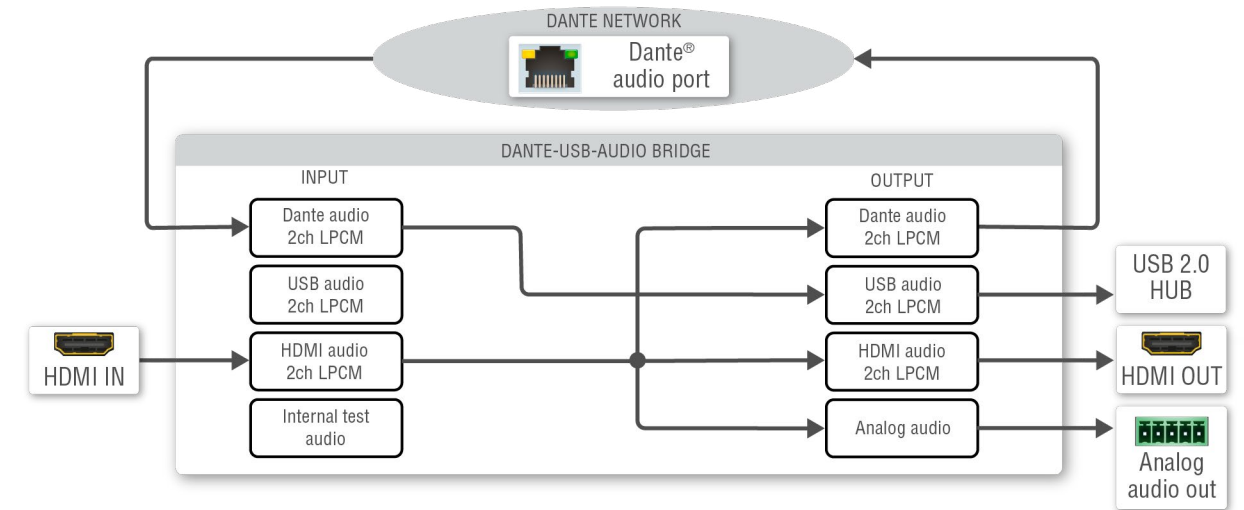 DANTE NETWORK
Dante®
audio port
DANTE-USB-AUDIO BRIDGE
INPUT
Dante audio
2ch LPCM
USB audio
2ch LPCM
HDMI audio
2ch LPCM
Internal test
audio
HDMI IN
OUTPUT
Dante audio
2ch LPCM
USB audio
2ch LPCM
HDMI audio
2ch LPCM
Analog audio
USB 2.0
HUB
HDMI OUT
Analog
audio out